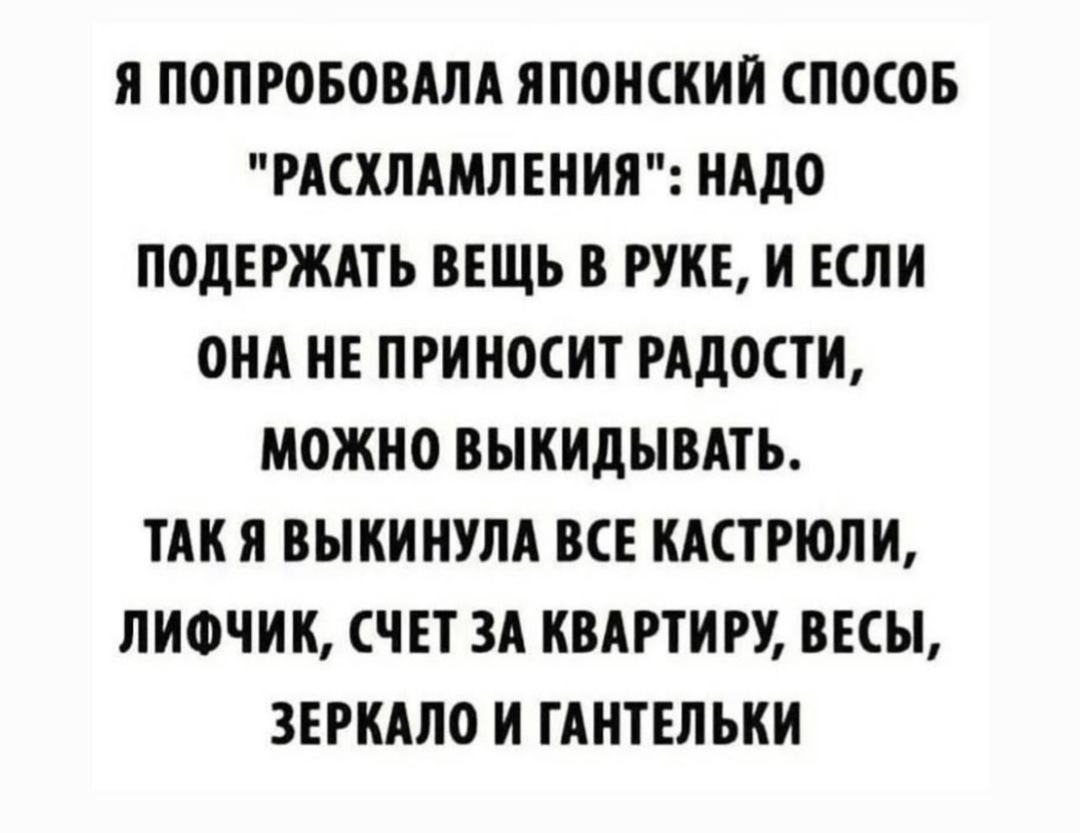 Я ПОПРОБОВАЛА ЯПОНСКИЙ СПОСОБ
"РАСХЛАМЛЕНИЯ": НАДО
ПОДЕРЖАТЬ ВЕЩЬ В РУКЕ, И ЕСЛИ
ОНА НЕ ПРИНОСИТ РАДОСТИ,
МОЖНО ВЫКИДЫВАТЬ.
ТАК Я ВЫКИНУЛА ВСЕ КАСТРЮЛИ,
ЛИФЧИК, СЧЕТ ЗА КВАРТИРУ, ВЕСЫ,
ЗЕРКАЛО И ГАНТЕЛЬКИ